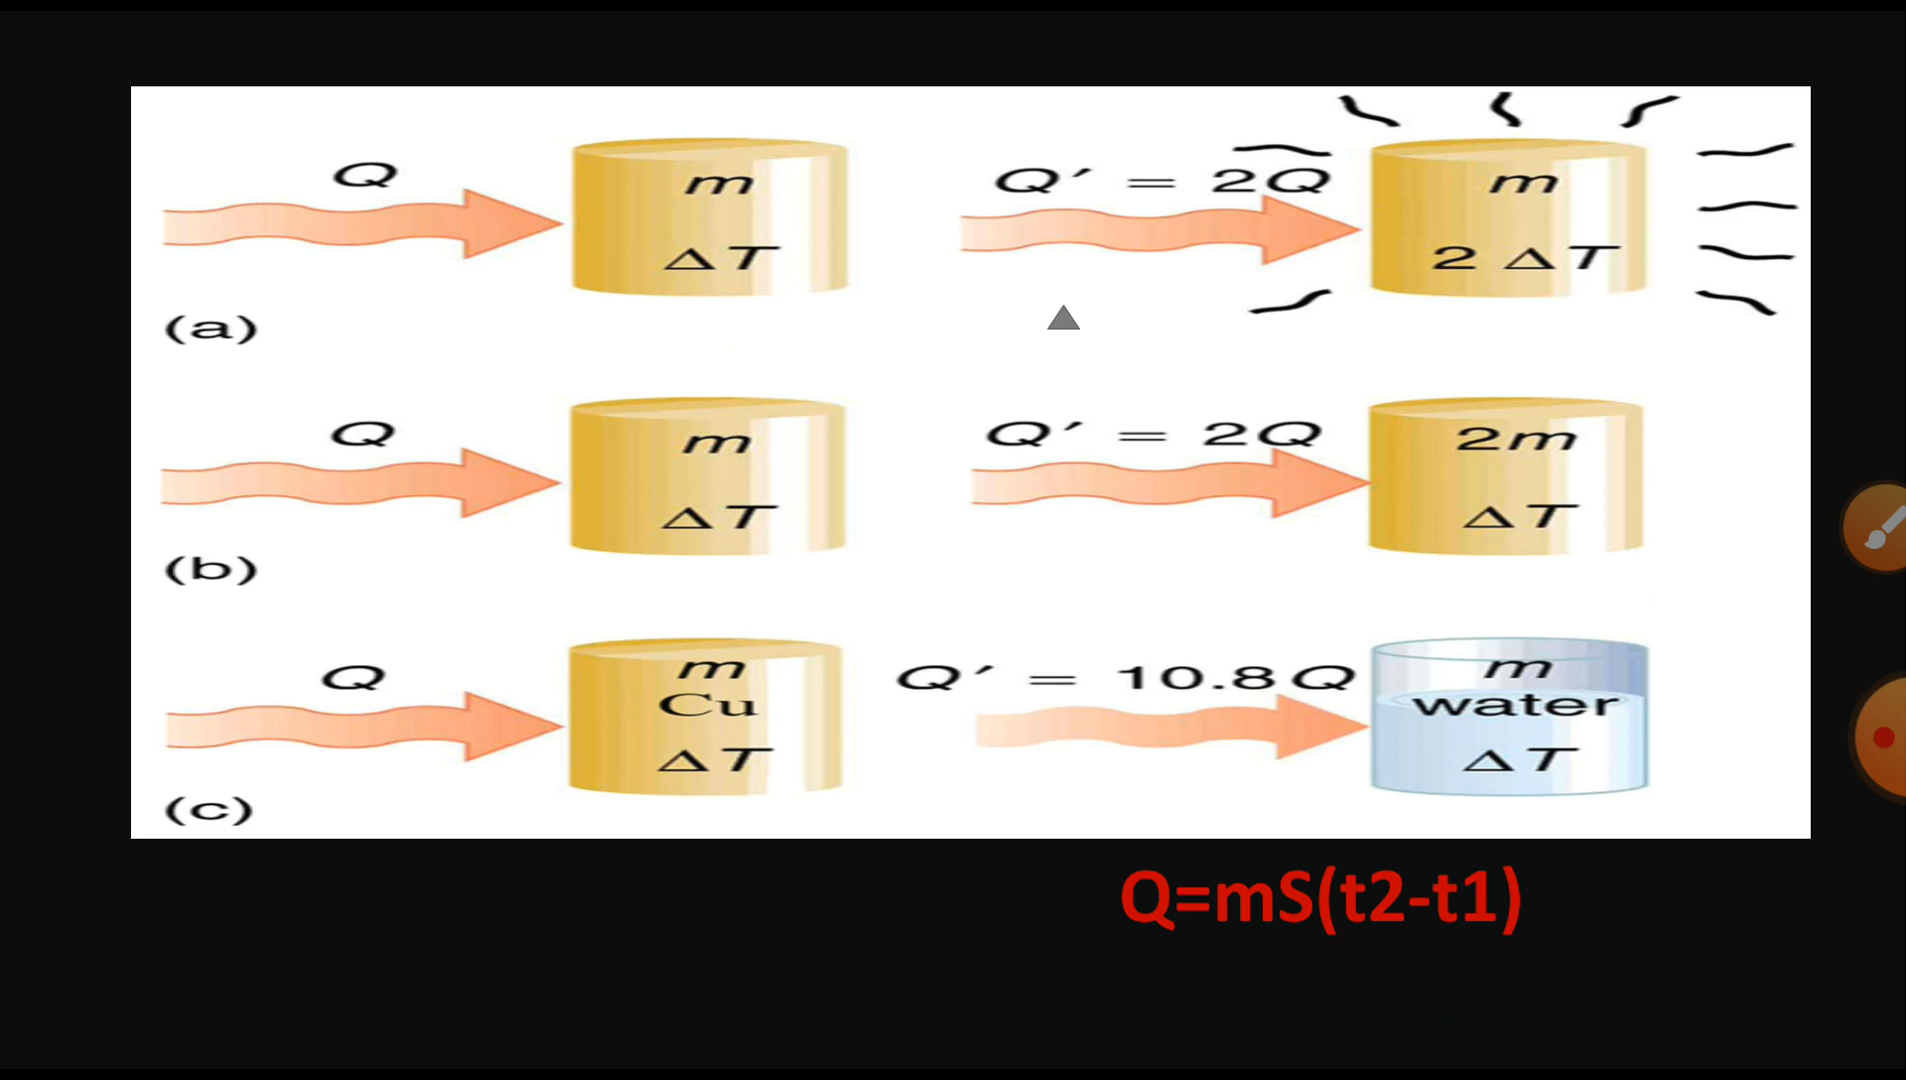 Q
m
ΔT
Q′ = 2Q
m
2 ΔT
(a)
Q
m
ΔT
Q′ = 2Q
2m
ΔT
(b)
Q
m
Cu
ΔT
Q′ = 10.8Q
m
water
ΔT
(c)
Q=mS(t2-t1)